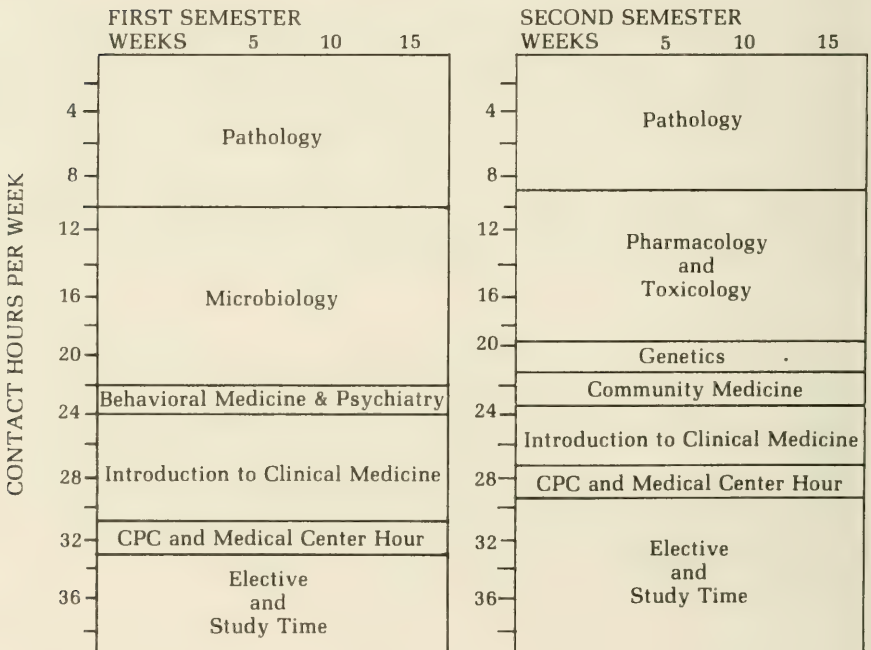 FIRST SEMESTER
WEEKS 5 10 15
CONTACT HOURS PER WEEK
4
8
12
16
20
24
28
32
36
Pathology
Microbiology
Behavioral Medicine & Psychiatry
Introduction to Clinical Medicine
CPC and Medical Center Hour
Elective
and
Study Time
SECOND SEMESTER
WEEKS 5 10 15
4
8
12
16
20
24
28
32
36
Pathology
Pharmacology
and
Toxicology
Genetics
Community Medicine
Introduction to Clinical Medicine
CPC and Medical Center Hour
Elective
and
Study Time